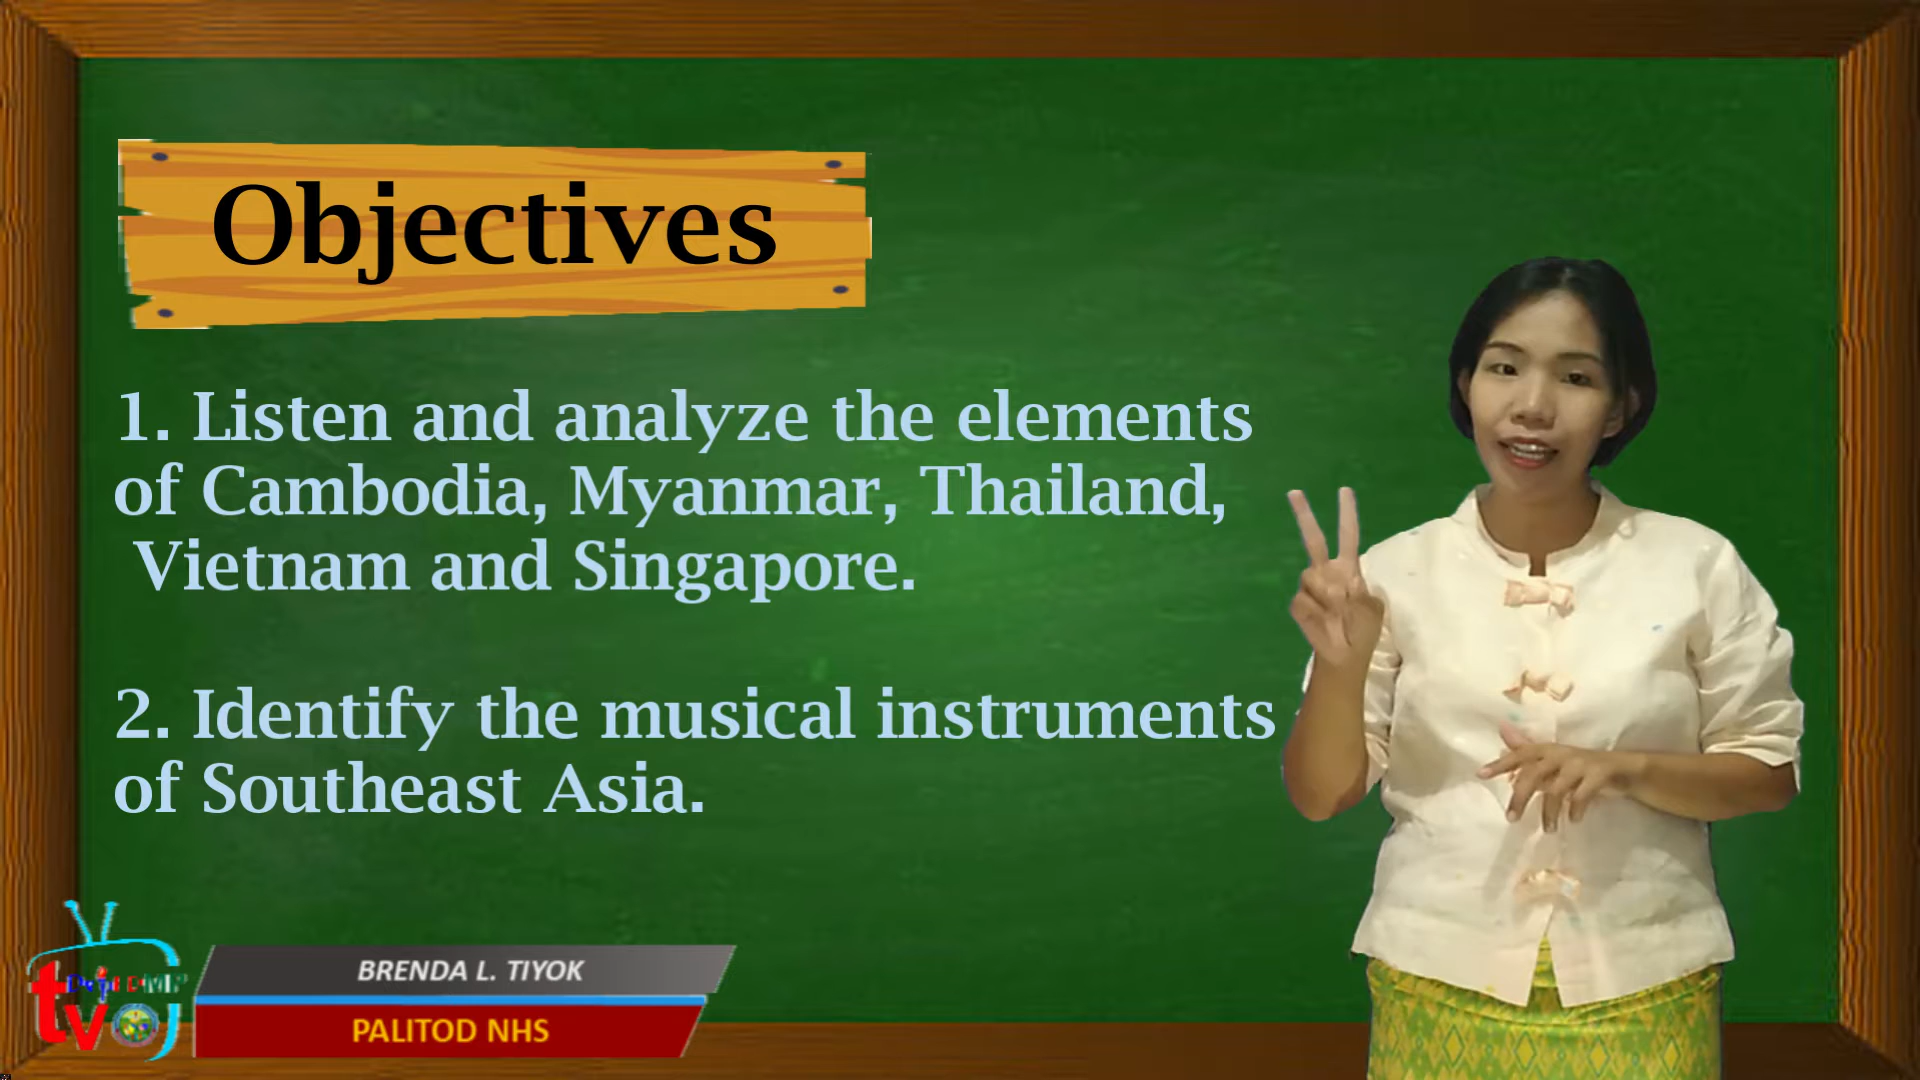 Objectives
1. Listen and analyze the elements
of Cambodia, Myanmar, Thailand,
Vietnam and Singapore.
2. Identify the musical instruments
of Southeast Asia.
BRENDA L. TIYOK
PALITOD NHS
tv